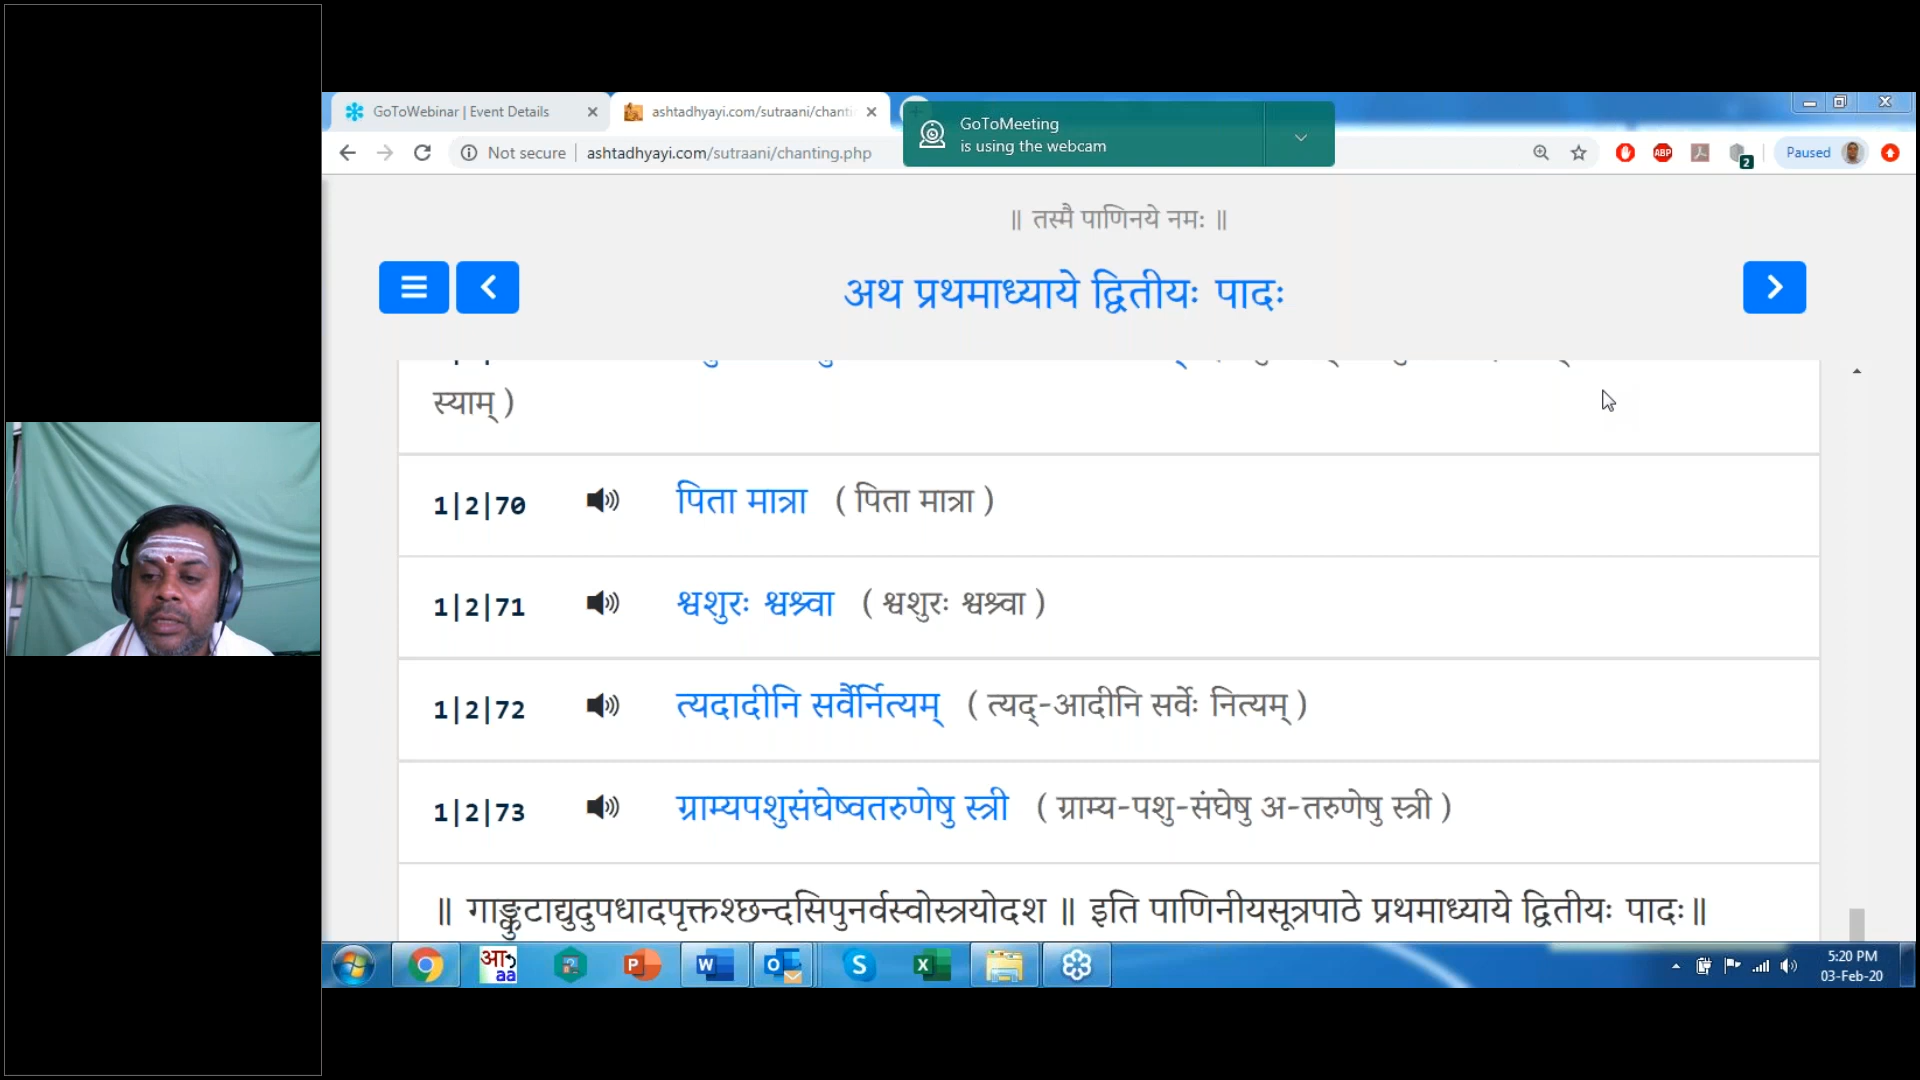 GoToWebinar | Event Details
ashtadhyayi.com/sutraani/chanti
GoToMeeting
is using the webcam
Not secure
ashtadhyayi.com/sutraani/chanting.php
ABP
2
Paused
॥ तस्मै पाणिनये नमः ॥
अथ प्रथमाध्याये द्वितीयः पादः
स्याम् )
1|2|70 पिता मात्रा ( पिता मात्रा )
1|2|71 श्वशुरः श्वश्र्वा ( श्वशुरः श्वश्र्वा )
1|2|72 त्यदादीनि सर्वैर्नित्यम् ( त्यद्-आदीनि सर्वेः नित्यम् )
1|2|73 ग्राम्यपशुसंघेष्वतरुणेषु स्त्री ( ग्राम्य-पशु-संघेषु अ-तरुणेषु स्त्री )
॥ गाङ्कुटाद्युदुपधादपृक्तश्छन्दसिपुनर्वस्वोस्त्रयोदश ॥ इति पाणिनीयसूत्रपाठे प्रथमाध्याये द्वितीयः पादः॥
aa
5:20 PM
03-Feb-20